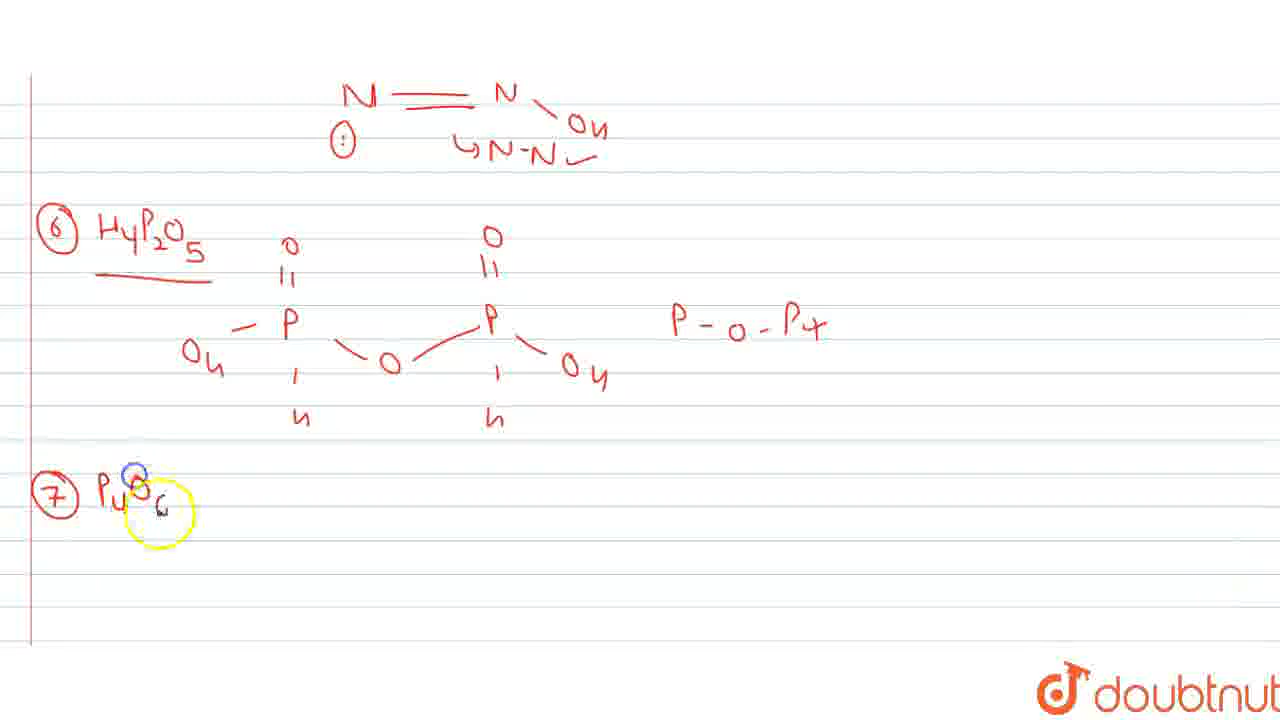 N = N
: OH
↳ N-N ✓
⑥ H4P2O5
O O
|| ||
P P P - O - P ×
OH O OH
H H
⑦ P4O6
doubtnut